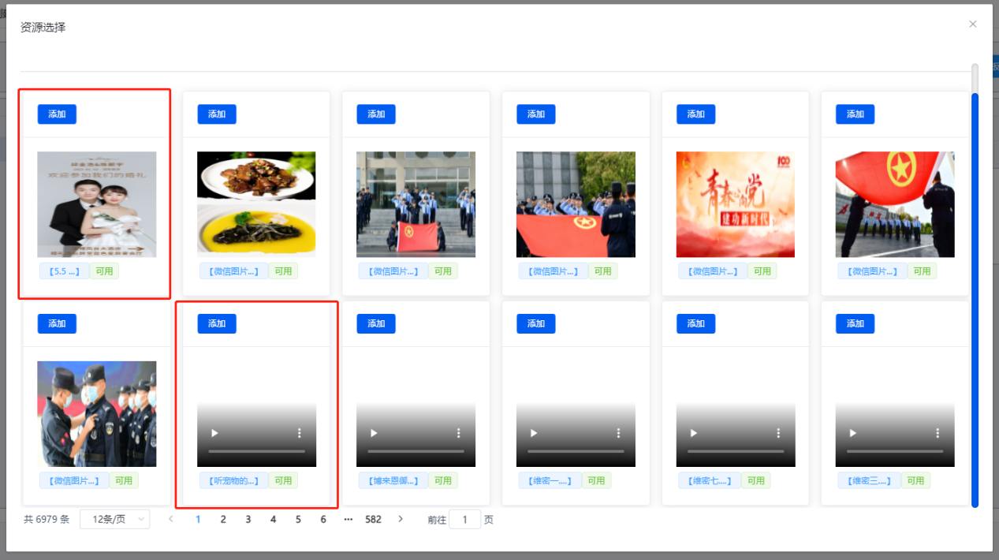 资源选择
添加
添加
添加
添加
添加
添加
欢迎参加我们的婚礼
青春向党
建功新时代
100
【5.5 ...】 可用
【微信图片...】 可用
【微信图片...】 可用
【微信图片...】 可用
【微信图片...】 可用
【微信图片...】 可用
添加
添加
添加
添加
添加
添加
【微信图片...】 可用
【听宠物的...】 可用
【博来恩御...】 可用
【维密一....】 可用
【维密七....】 可用
【维密三....】 可用
共 6979 条 12条/页 1 2 3 4 5 6 ··· 582 前往 1 页